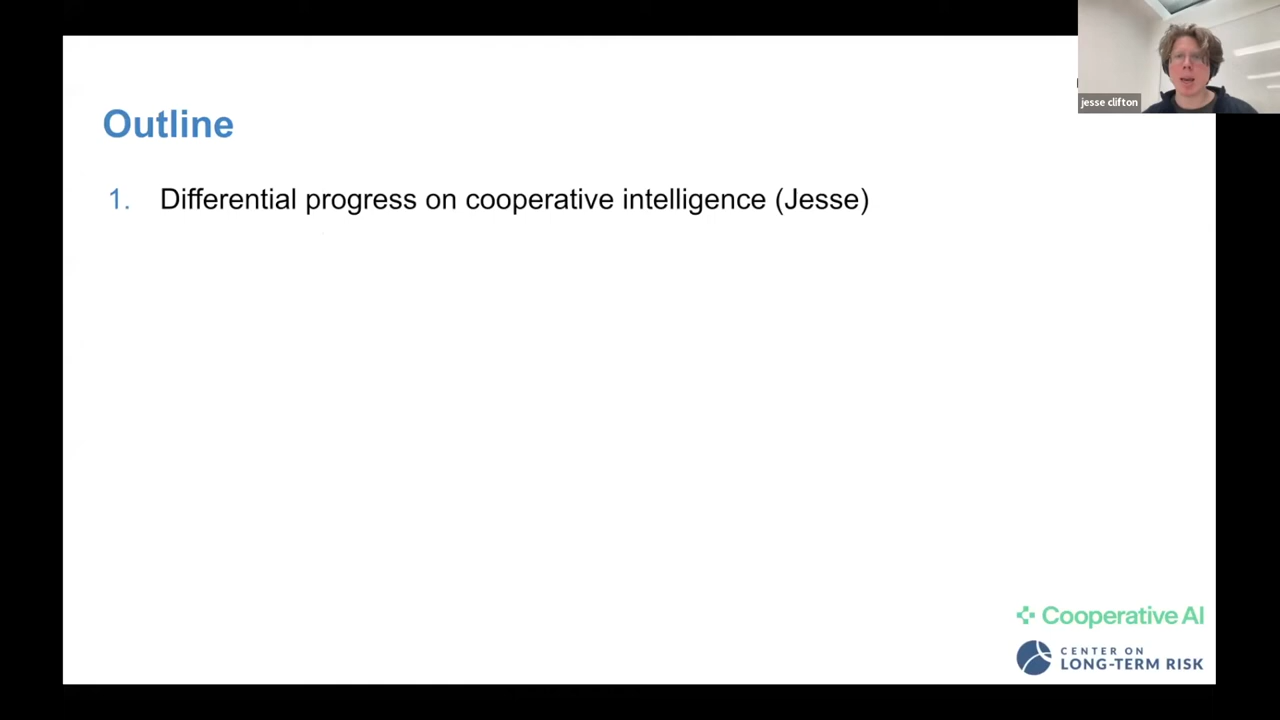 jesse clifton
Outline
1. Differential progress on cooperative intelligence (Jesse)
Cooperative AI
CENTER ON
LONG-TERM RISK